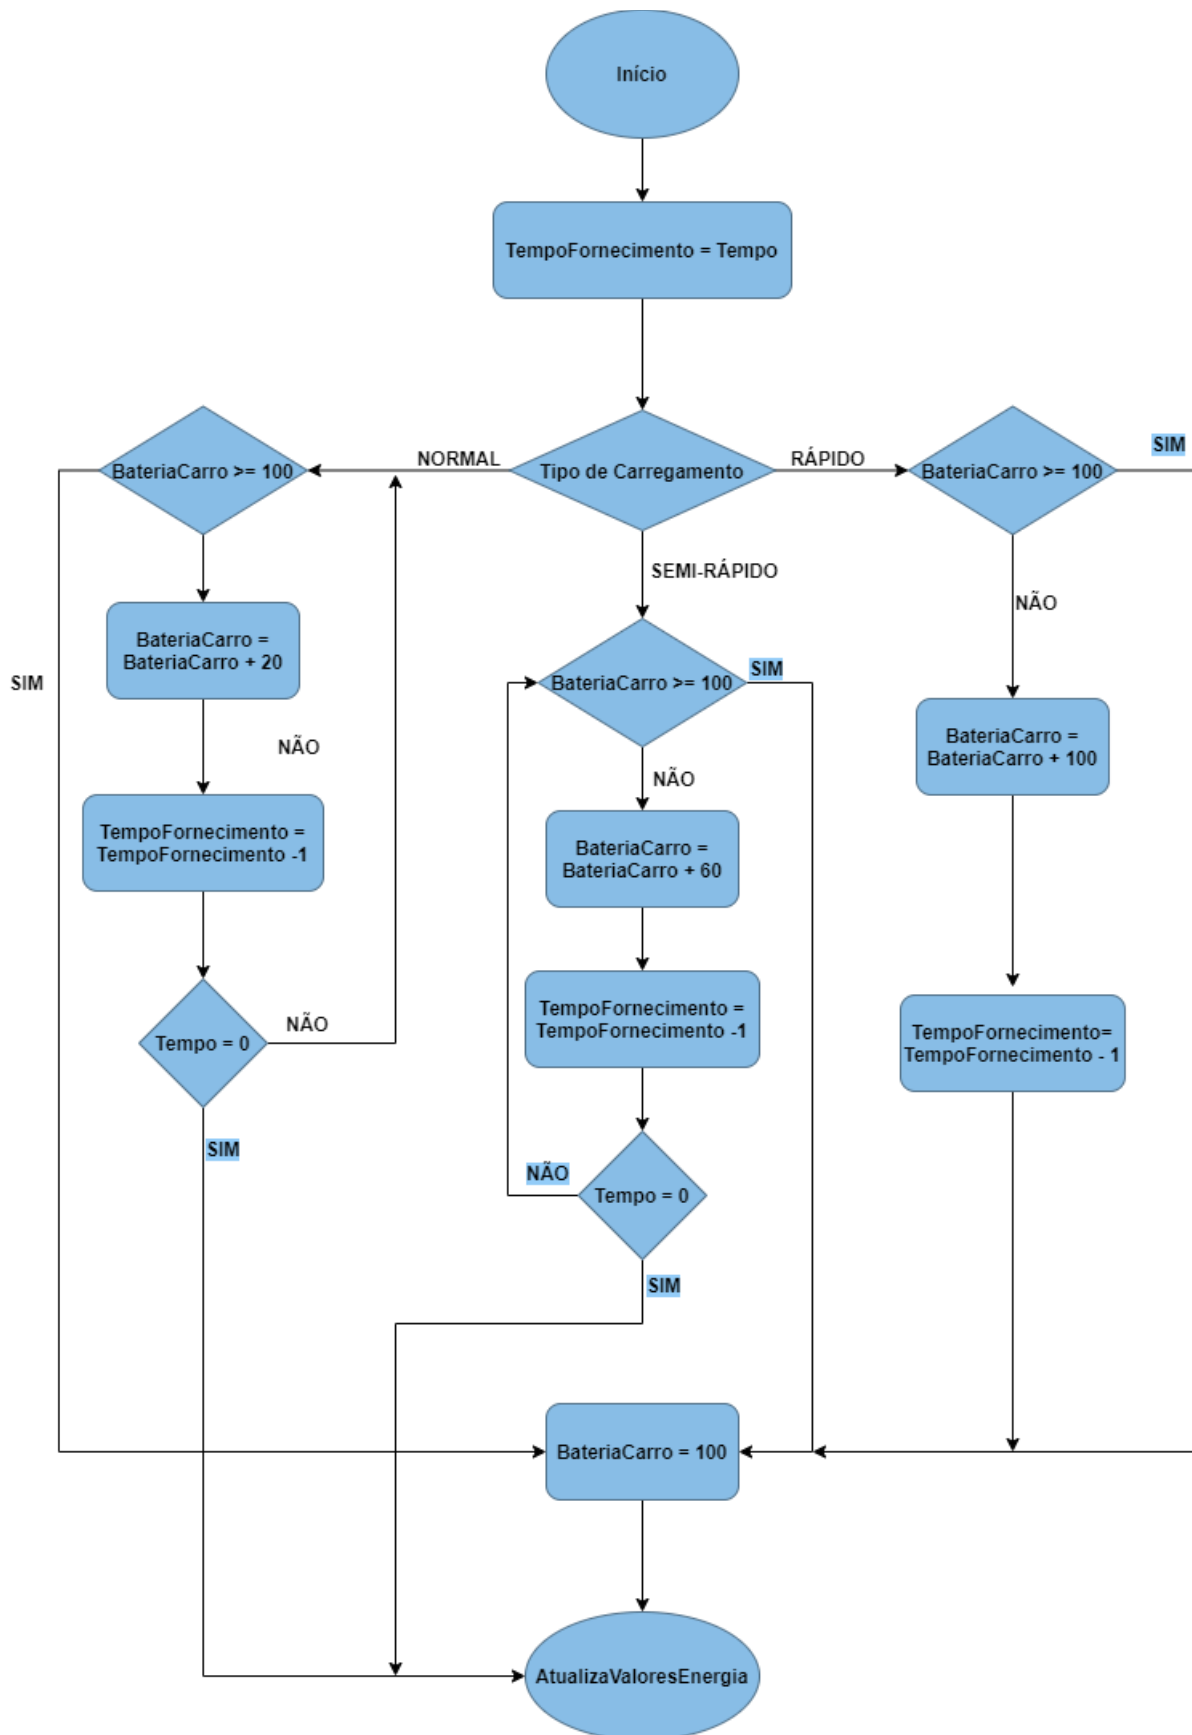 Início
TempoFornecimento = Tempo
BateriaCarro >= 100
NORMAL
Tipo de Carregamento
RÁPIDO
BateriaCarro >= 100
SIM
SEMI-RÁPIDO
NÃO
BateriaCarro =
BateriaCarro + 20
SIM
BateriaCarro >= 100
SIM
NÃO
NÃO
BateriaCarro =
BateriaCarro + 100
TempoFornecimento =
TempoFornecimento -1
BateriaCarro =
BateriaCarro + 60
Tempo = 0
NÃO
TempoFornecimento =
TempoFornecimento -1
TempoFornecimento=
TempoFornecimento - 1
SIM
NÃO
Tempo = 0
SIM
BateriaCarro = 100
AtualizaValoresEnergia